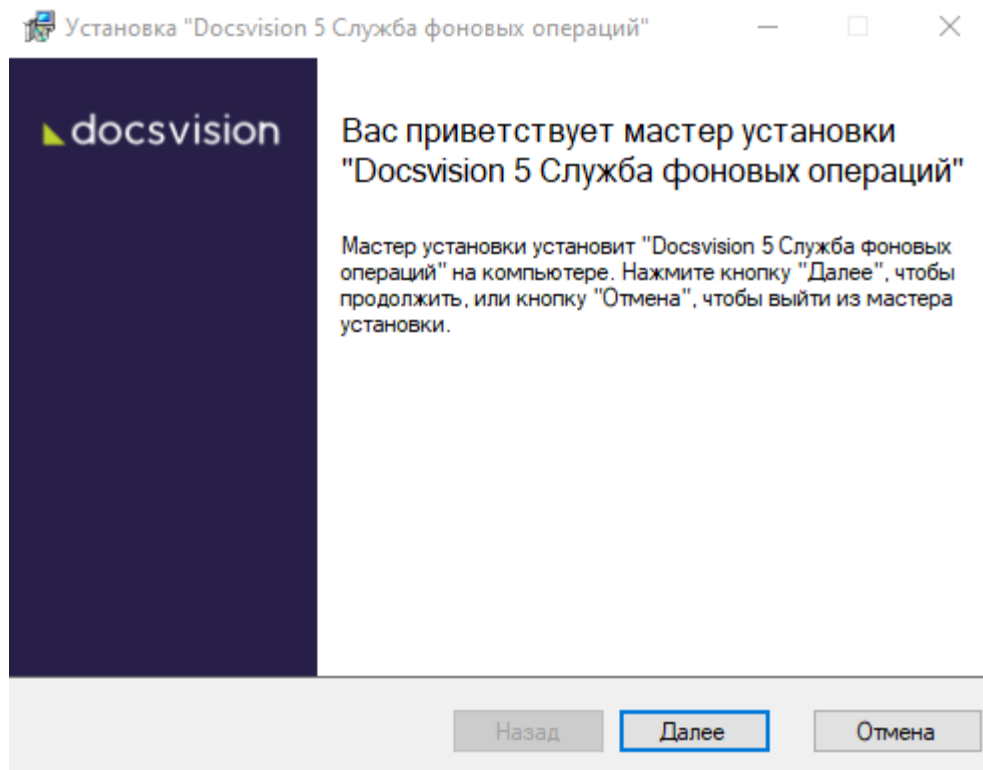 Установка "Docsvision 5 Служба фоновых операций"
docsvision
Вас приветствует мастер установки
"Docsvision 5 Служба фоновых операций"
Мастер установки установит "Docsvision 5 Служба фоновых
операций" на компьютере. Нажмите кнопку "Далее", чтобы
продолжить, или кнопку "Отмена", чтобы выйти из мастера
установки.
Назад
Далее
Отмена